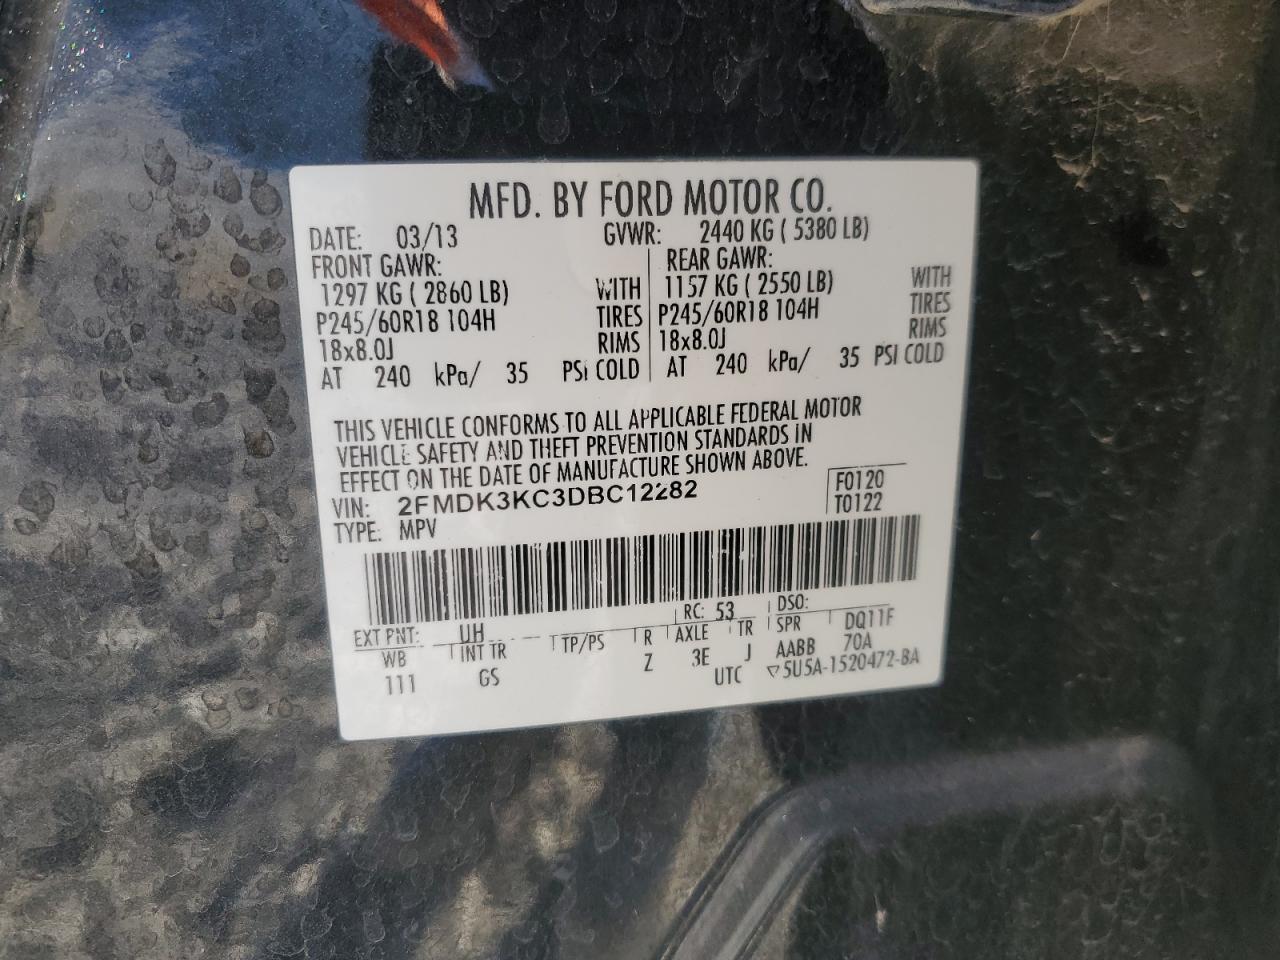 MFD. BY FORD MOTOR CO.
DATE: 03/13 GVWR: 2440 KG ( 5380 LB)
FRONT GAWR: REAR GAWR:
1297 KG ( 2860 LB) WITH 1157 KG ( 2550 LB) WITH
P245/60R18 104H TIRES P245/60R18 104H TIRES
18x8.0J RIMS 18x8.0J RIMS
AT 240 kPa/ 35 PSI COLD AT 240 kPa/ 35 PSI COLD
THIS VEHICLE CONFORMS TO ALL APPLICABLE FEDERAL MOTOR
VEHICLE SAFETY AND THEFT PREVENTION STANDARDS IN
EFFECT ON THE DATE OF MANUFACTURE SHOWN ABOVE.
VIN: 2FMDK3KC3DBC12282 F0120
TYPE: MPV T0122
EXT PNT: UH RC: 53 DSO:
WB INT TR TP/PS R AXLE TR SPR DQ11F
111 GS Z 3E J AABB 70A
UTC ▽5U5A-1520472-BA